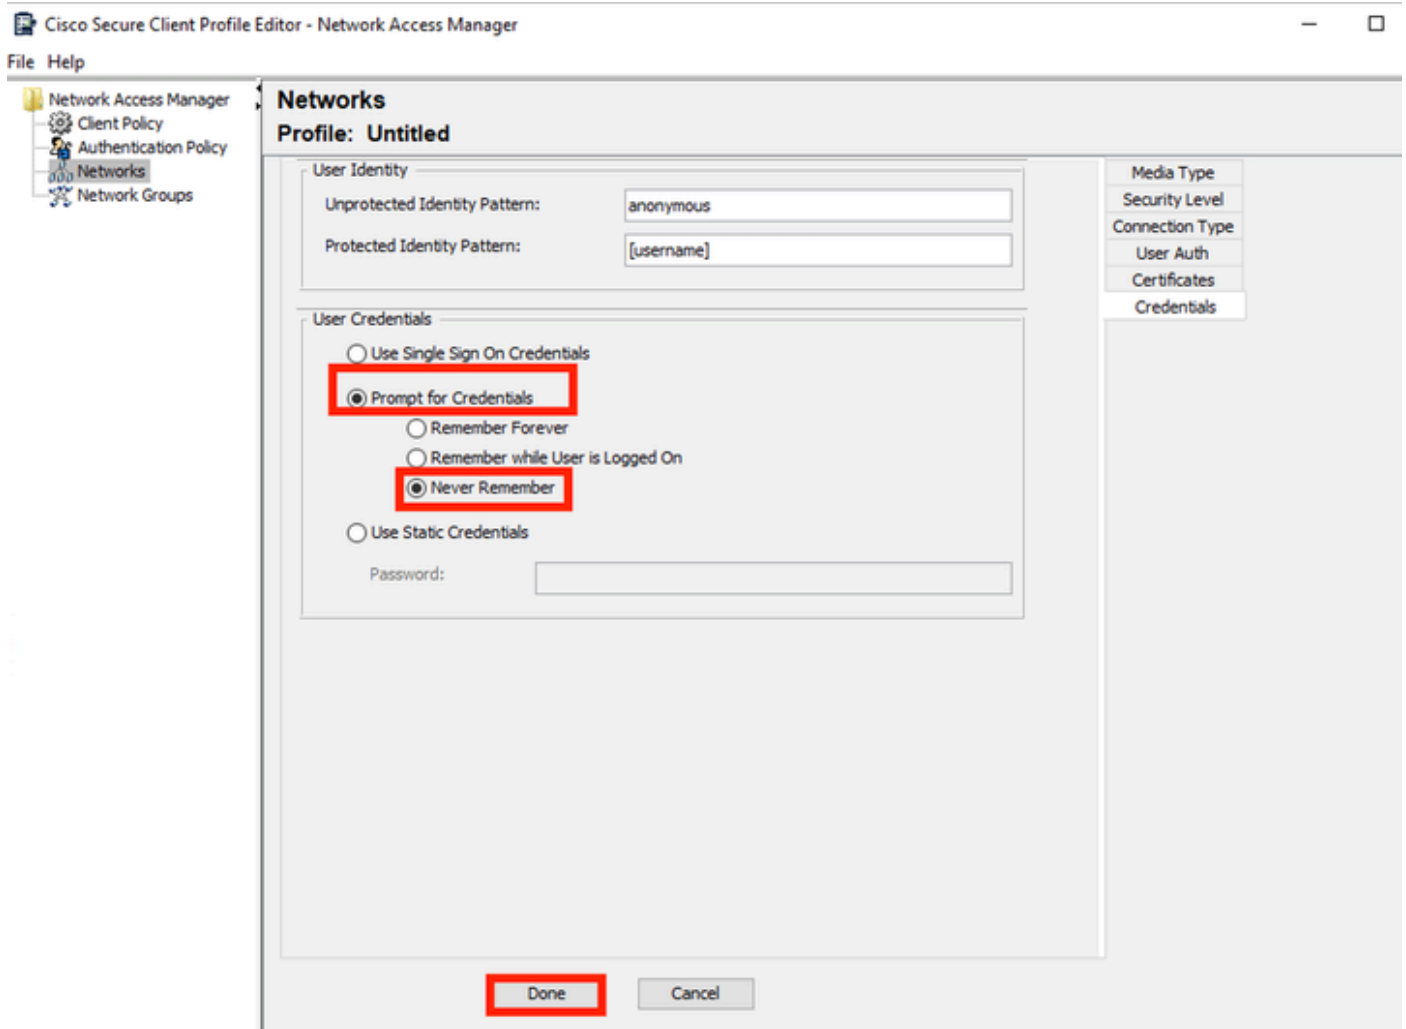 Cisco Secure Client Profile Editor - Network Access Manager
File Help
Network Access Manager
Client Policy
Authentication Policy
Networks
Network Groups
Networks
Profile: Untitled
User Identity
Unprotected Identity Pattern: anonymous
Protected Identity Pattern: [username]
User Credentials
Use Single Sign On Credentials
Prompt for Credentials
Remember Forever
Remember while User is Logged On
Never Remember
Use Static Credentials
Password:
Media Type
Security Level
Connection Type
User Auth
Certificates
Credentials
Done Cancel